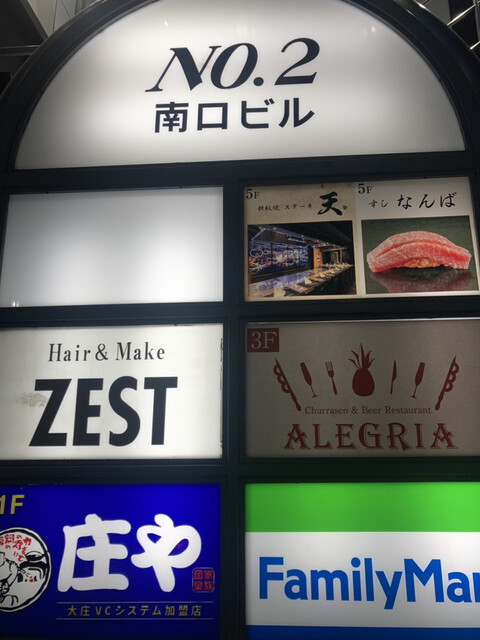 NO.2
南口ビル
5F
鉄板焼 ステーキ 天
5F
すし なんば
Hair & Make
ZEST
3F
Churrasco & Beer Restaurant
ALEGRIA
1F
庄や
大庄VCシステム加盟店
FamilyMar